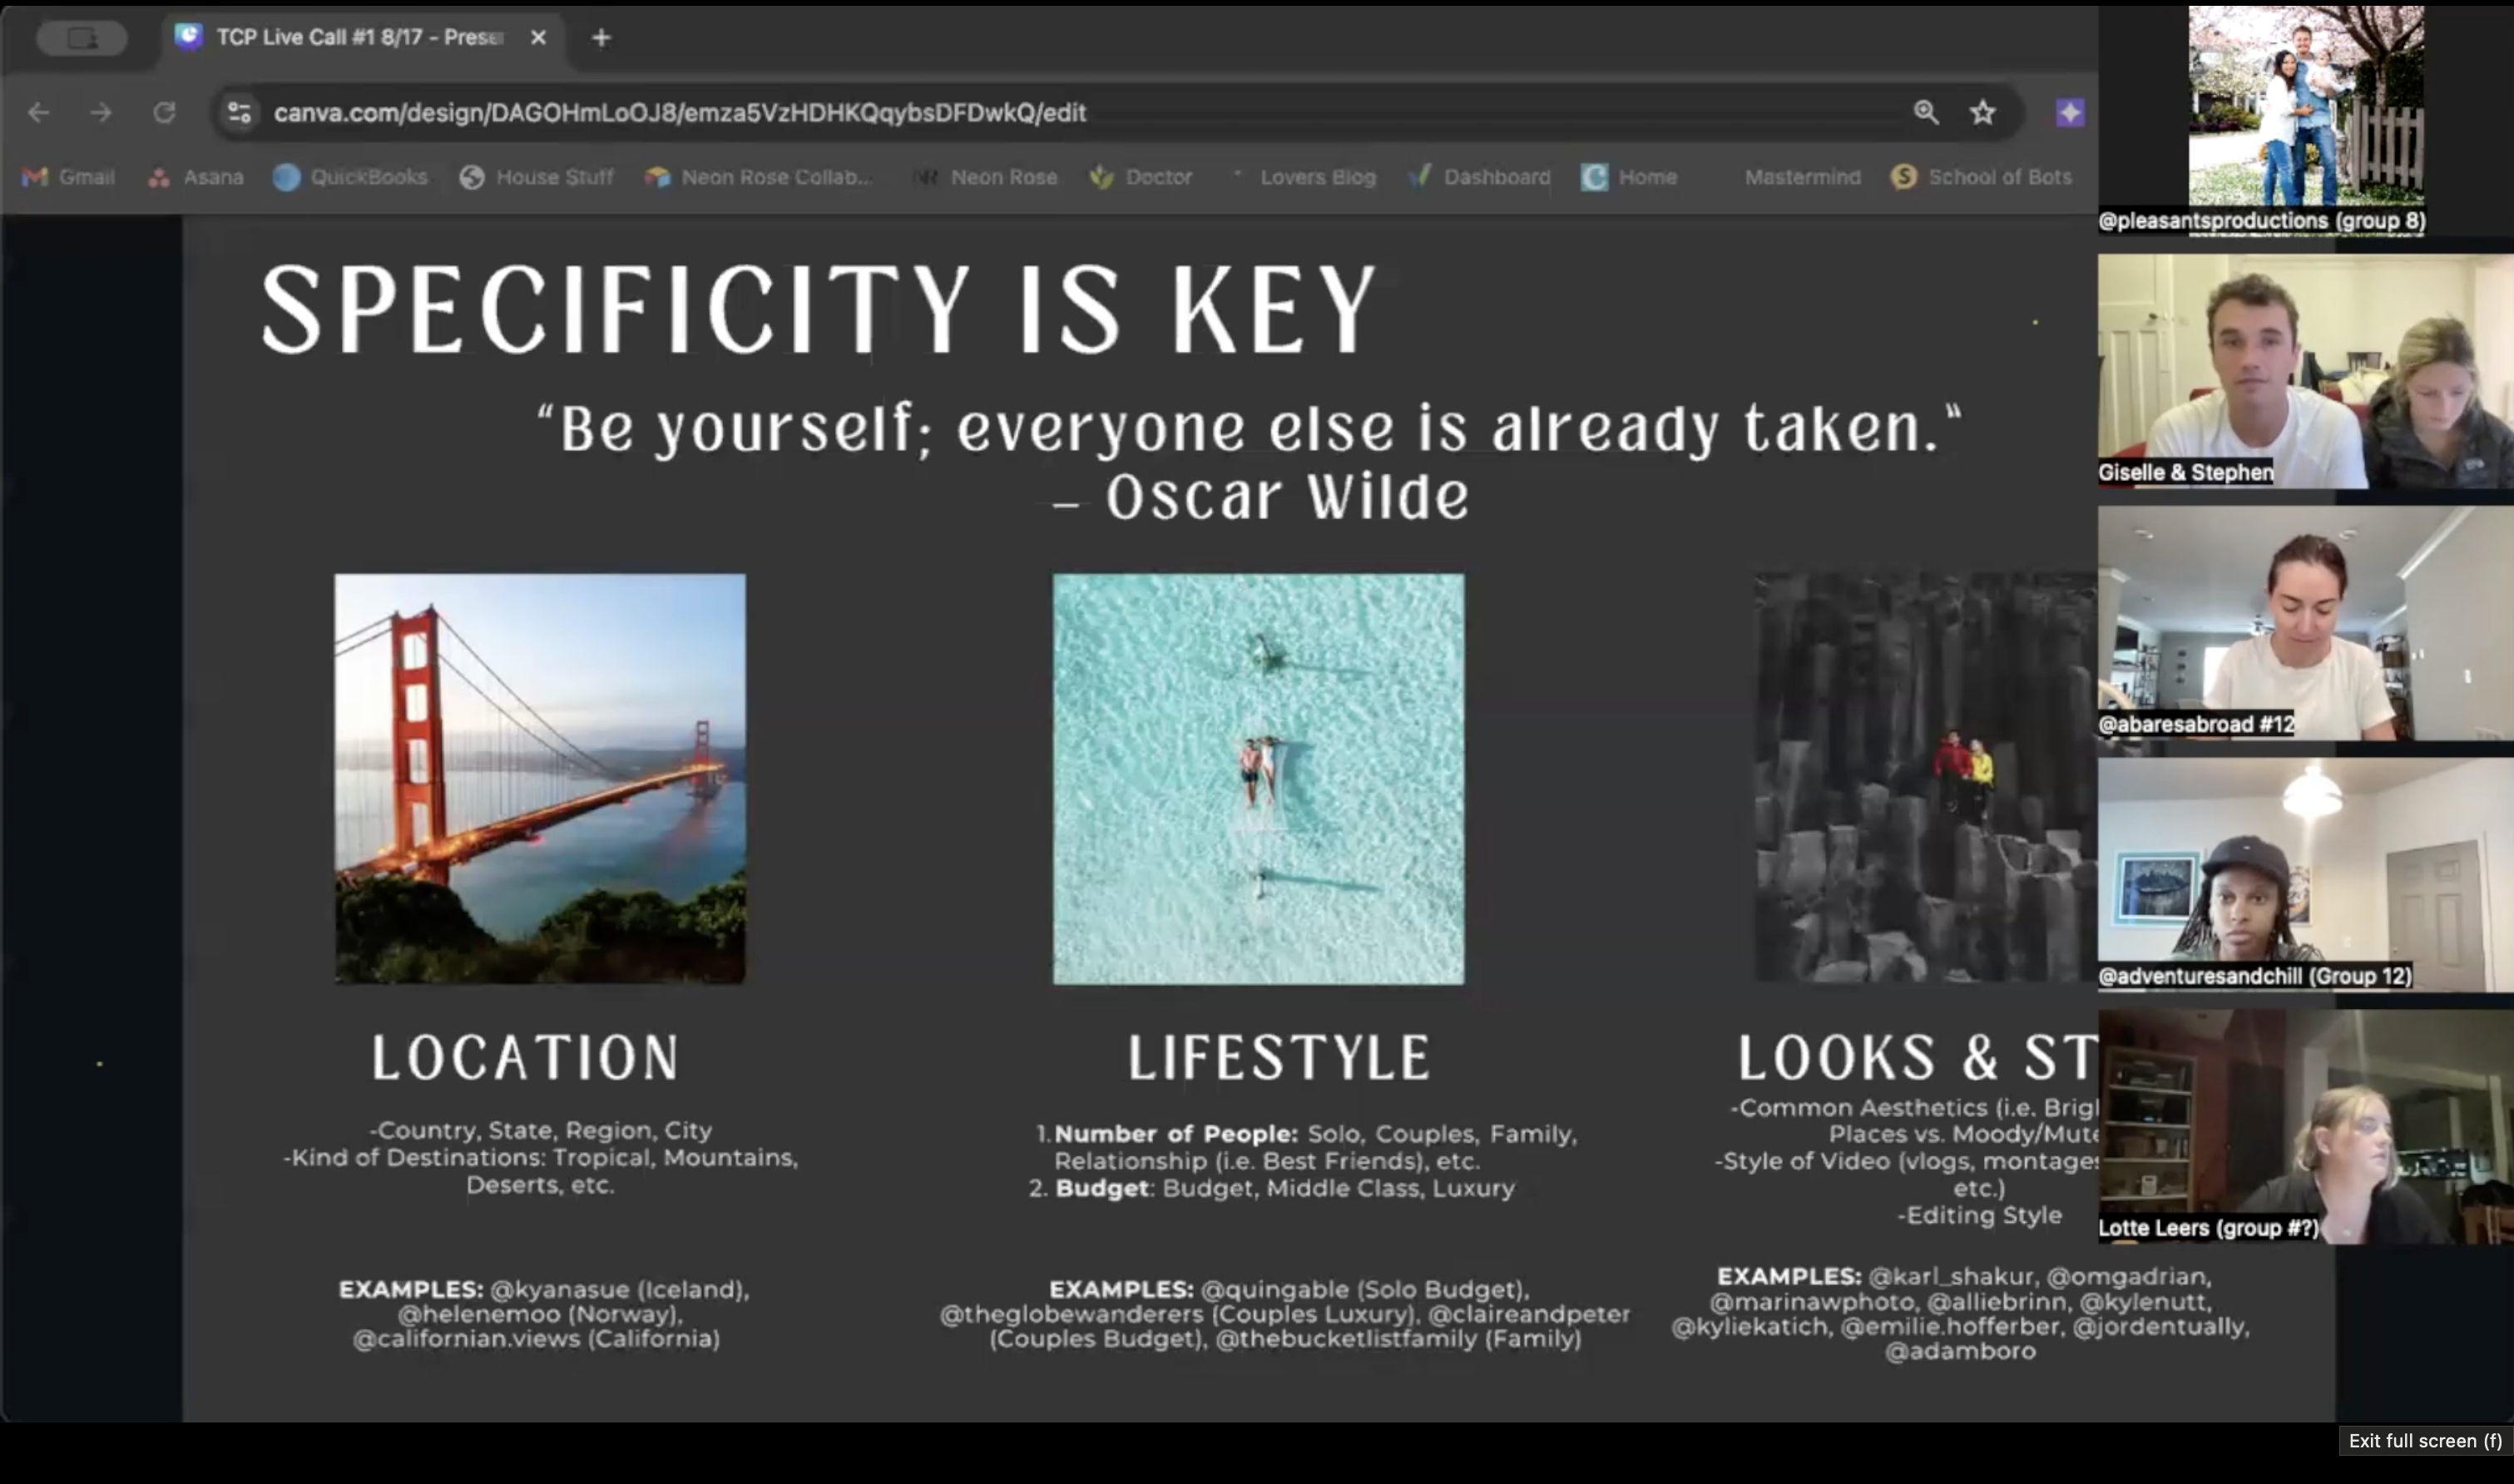 TCP Live Call #1 8/17 - Prese
canva.com/design/DAGOHmLoOJ8/emza5VzHDHKQqybsDFDwkQ/edit
Gmail Asana QuickBooks House Stuff Neon Rose Collab... Neon Rose Doctor Lovers Blog Dashboard Home Mastermind School of Bots
SPECIFICITY IS KEY
“Be yourself; everyone else is already taken."
– Oscar Wilde
LOCATION
-Country, State, Region, City
-Kind of Destinations: Tropical, Mountains,
Deserts, etc.
EXAMPLES: @kyanasue (Iceland),
@helenemoo (Norway),
@californian.views (California)
LIFESTYLE
1. Number of People: Solo, Couples, Family,
Relationship (i.e. Best Friends), etc.
2. Budget: Budget, Middle Class, Luxury
EXAMPLES: @quingable (Solo Budget),
@theglobewanderers (Couples Luxury), @claireandpeter
(Couples Budget), @thebucketlistfamily (Family)
LOOKS & ST
-Common Aesthetics (i.e. Brig
Places vs. Moody/Mute
-Style of Video (vlogs, montages
etc.)
-Editing Style
EXAMPLES: @karl_shakur, @omgadrian,
@marinawphoto, @alliebrinn, @kylenutt,
@kyliekatich, @emilie.hofferber, @jordentually,
@adamboro
@pleasantsproductions (group 8)
Giselle & Stephen
@abaresabroad #12
@adventuresandchill (Group 12)
Lotte Leers (group #?)
Exit full screen (f)